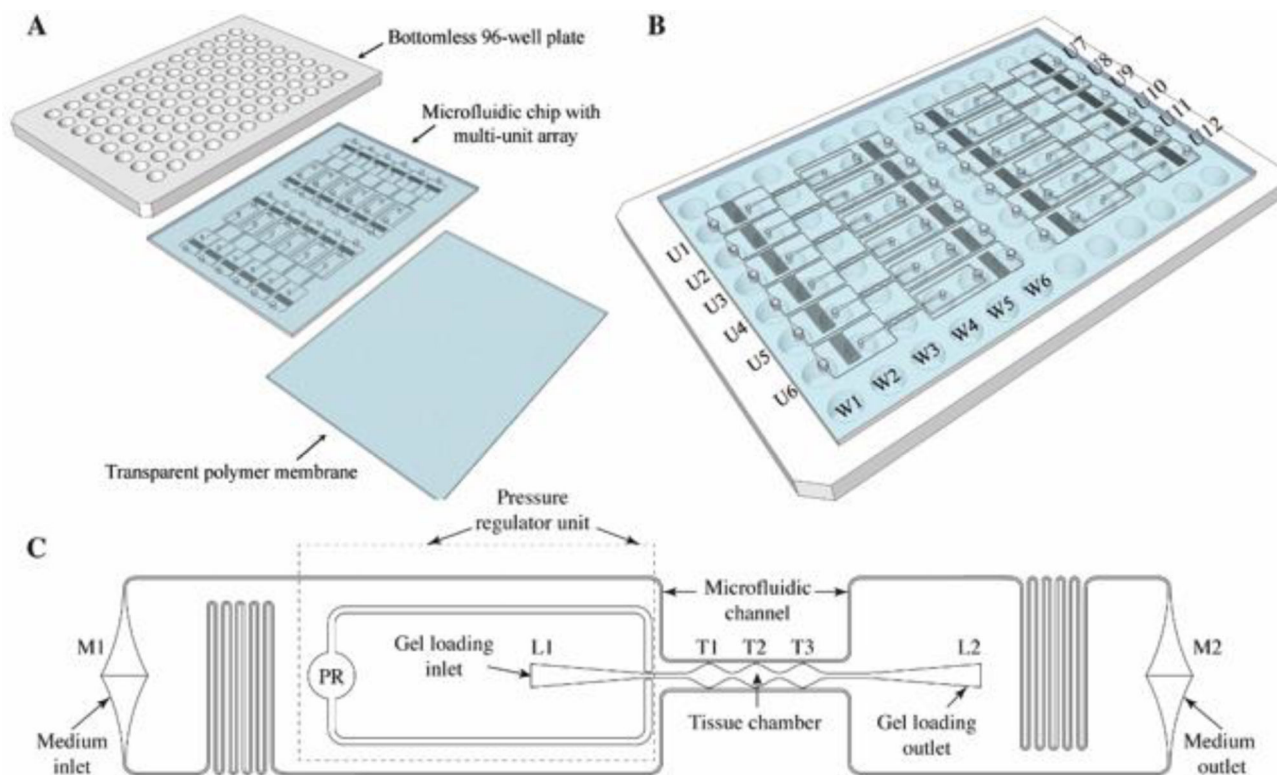 A
Bottomless 96-well plate
Microfluidic chip with
multi-unit array
Transparent polymer membrane
B
U7
U8
U9
U10
U11
U12
U1
U2
U3
U4
U5
U6
W1
W2
W3
W4
W5
W6
C
Pressure
regulator unit
Microfluidic
channel
M1
Gel loading
inlet
L1
T1
T2
T3
L2
M2
PR
Medium
inlet
Tissue chamber
Gel loading
outlet
Medium
outlet